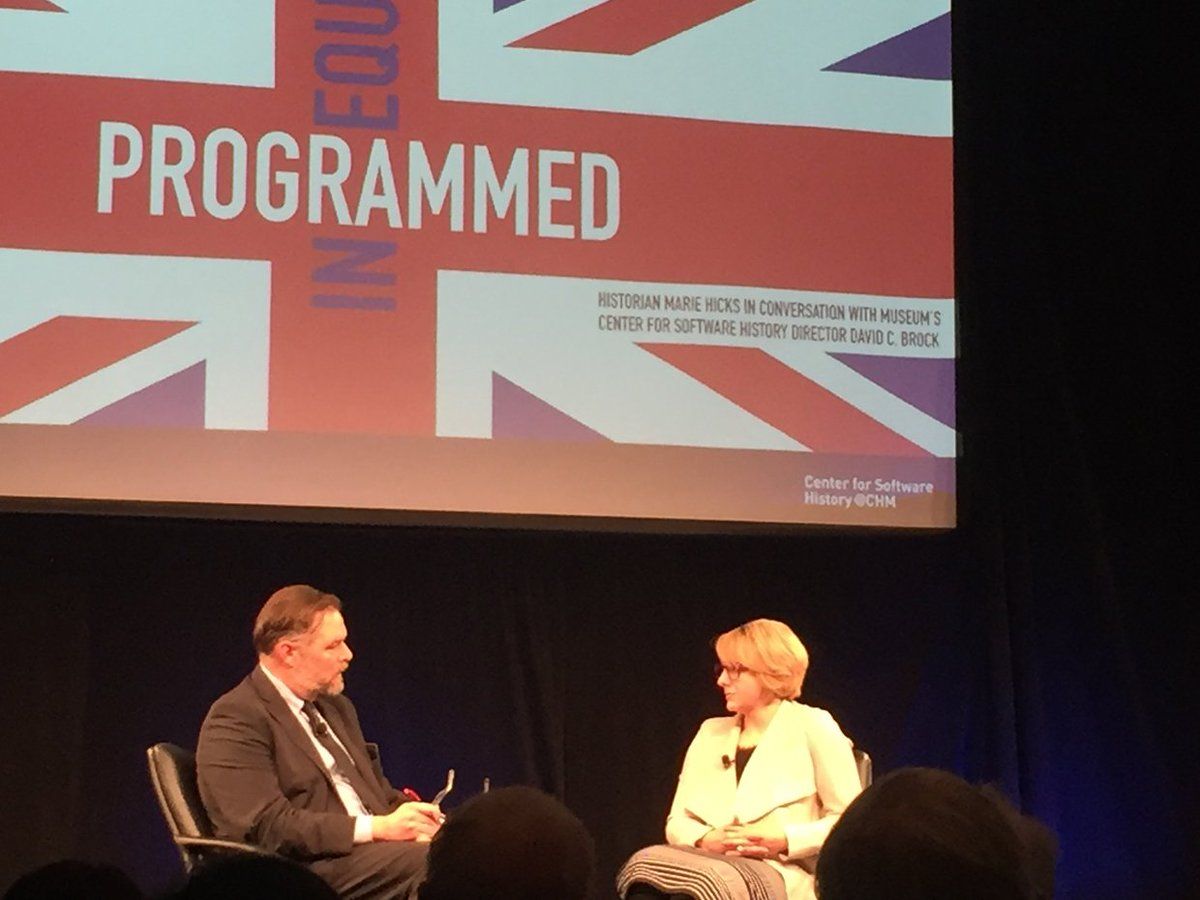 IN EQU
PROGRAMMED
HISTORIAN MARIE HICKS IN CONVERSATION WITH MUSEUM'S
CENTER FOR SOFTWARE HISTORY DIRECTOR DAVID C. BROCK
Center for Software
History @CHM